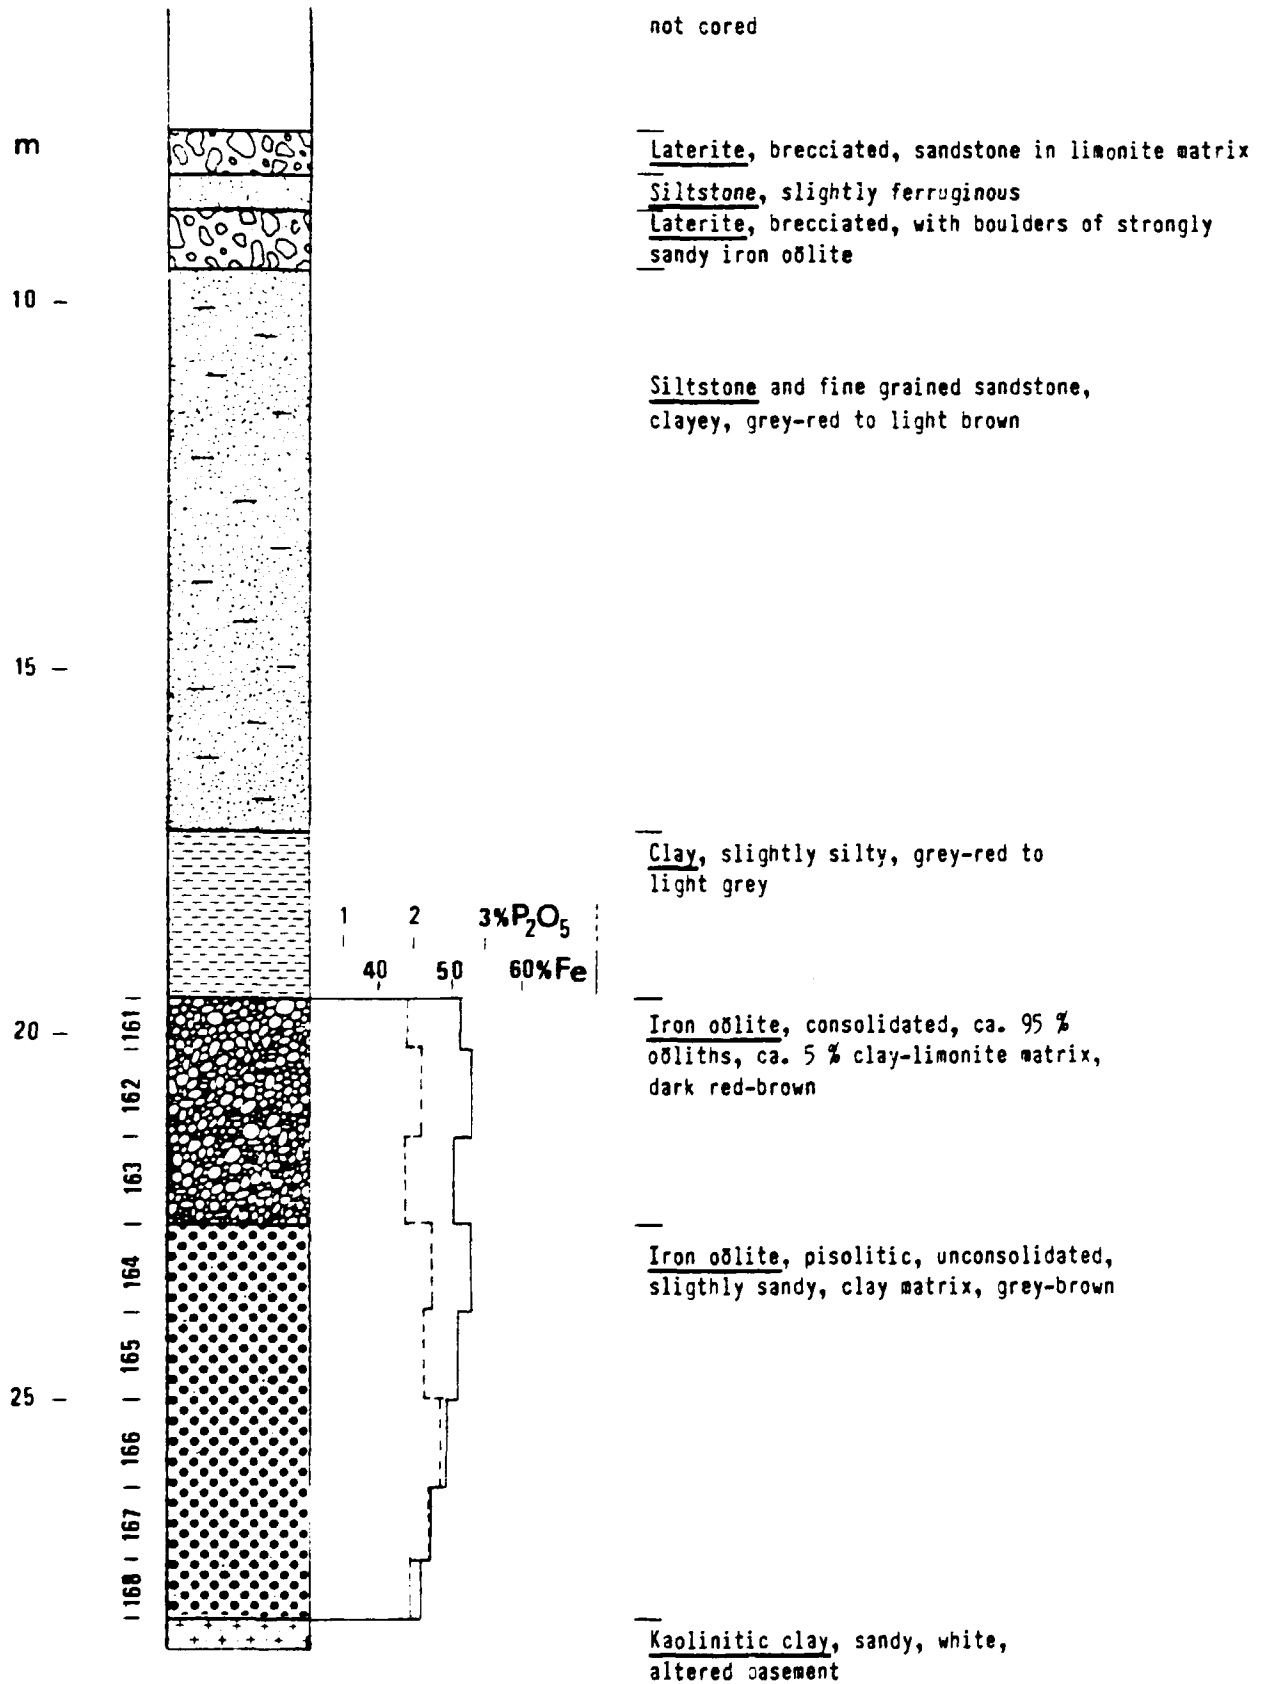 not cored
m
Laterite, brecciated, sandstone in limonite matrix
Siltstone, slightly ferruginous
Laterite, brecciated, with boulders of strongly
sandy iron oölite
10
Siltstone and fine grained sandstone,
clayey, grey-red to light brown
15
Clay, slightly silty, grey-red to
light grey
1 2 3%P₂O₅
40 50 60%Fe
20
161
162
163
Iron oölite, consolidated, ca. 95 %
oöliths, ca. 5 % clay-limonite matrix,
dark red-brown
164
165
Iron oölite, pisolitic, unconsolidated,
sligthly sandy, clay matrix, grey-brown
25
166
167
168
Kaolinitic clay, sandy, white,
altered basement